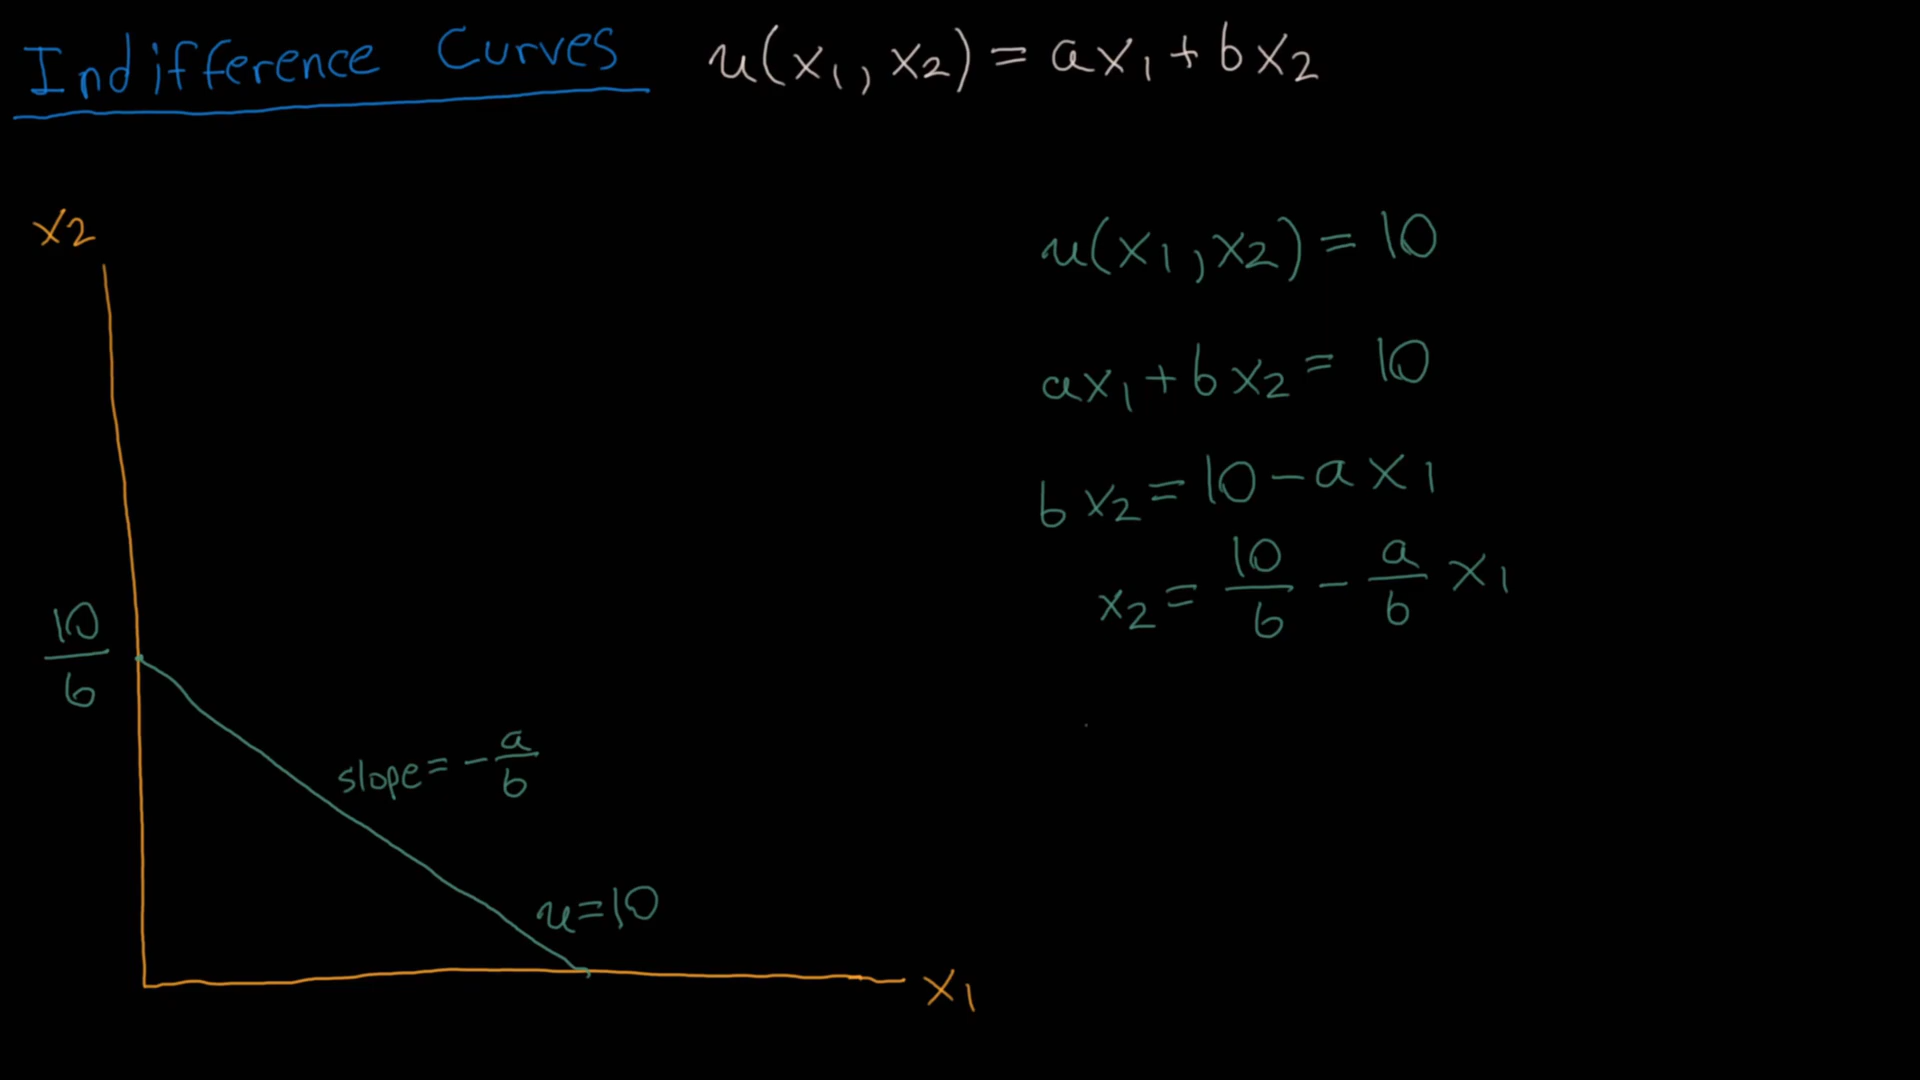 Indifference Curves u(x₁, x₂) = ax₁ + bx₂
x₂
u(x₁, x₂) = 10
ax₁ + bx₂ = 10
bx₂ = 10 - ax₁
x₂ = 10/b - a/b x₁
10/b
slope = - a/b
u = 10
x₁